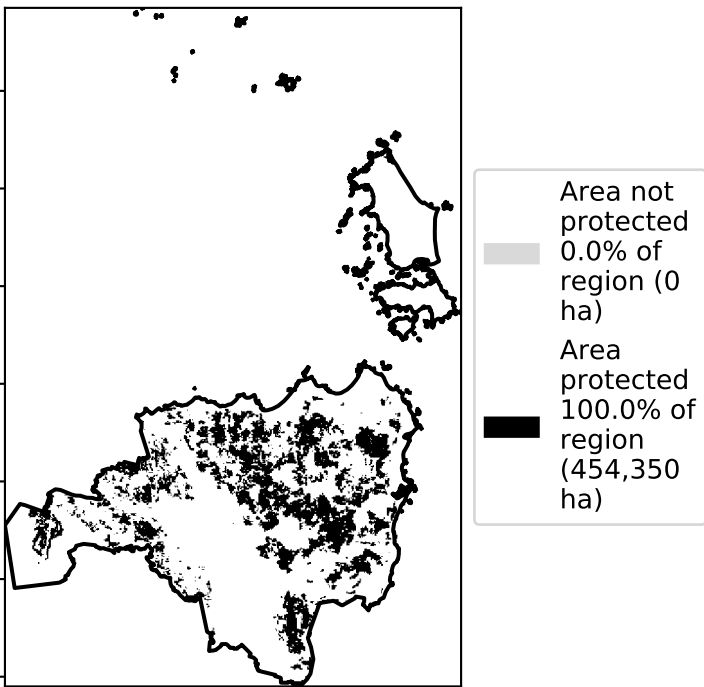 Area not
protected
0.0% of
region (0
ha)
Area
protected
100.0% of
region
(454,350
ha)